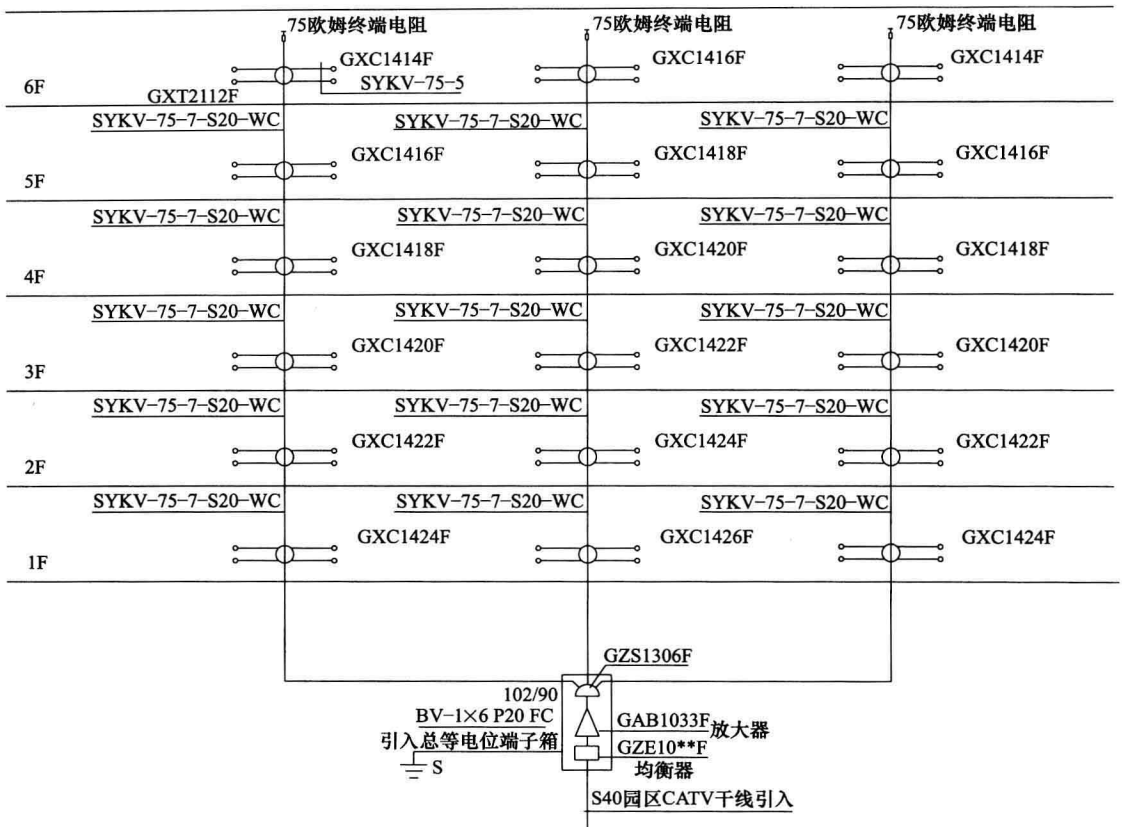 75欧姆终端电阻 75欧姆终端电阻 75欧姆终端电阻
GXC1414F GXC1416F GXC1414F
6F SYKV-75-5
GXT2112F
SYKV-75-7-S20-WC SYKV-75-7-S20-WC SYKV-75-7-S20-WC
GXC1416F GXC1418F GXC1416F
5F
SYKV-75-7-S20-WC SYKV-75-7-S20-WC SYKV-75-7-S20-WC
GXC1418F GXC1420F GXC1418F
4F
SYKV-75-7-S20-WC SYKV-75-7-S20-WC SYKV-75-7-S20-WC
GXC1420F GXC1422F GXC1420F
3F
SYKV-75-7-S20-WC SYKV-75-7-S20-WC SYKV-75-7-S20-WC
GXC1422F GXC1424F GXC1422F
2F
SYKV-75-7-S20-WC SYKV-75-7-S20-WC SYKV-75-7-S20-WC
GXC1424F GXC1426F GXC1424F
1F
GZS1306F
102/90
BV-1×6 P20 FC GAB1033F放大器
引入总等电位端子箱 GZE10**F
S 均衡器
S40园区CATV干线引入